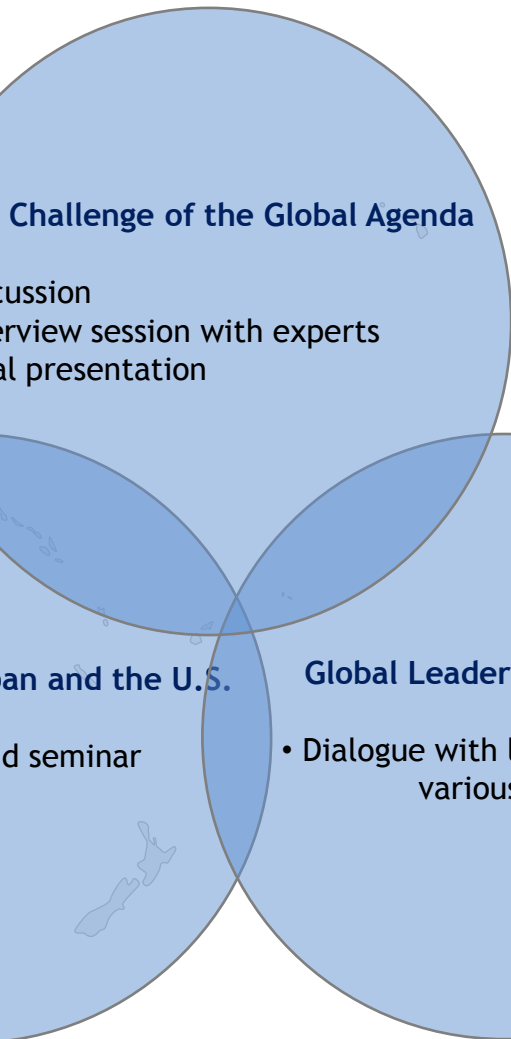 Challenge of the Global Agenda
cussion
erview session with experts
al presentation
pan and the U.S.
d seminar
Global Leader
• Dialogue with l
various